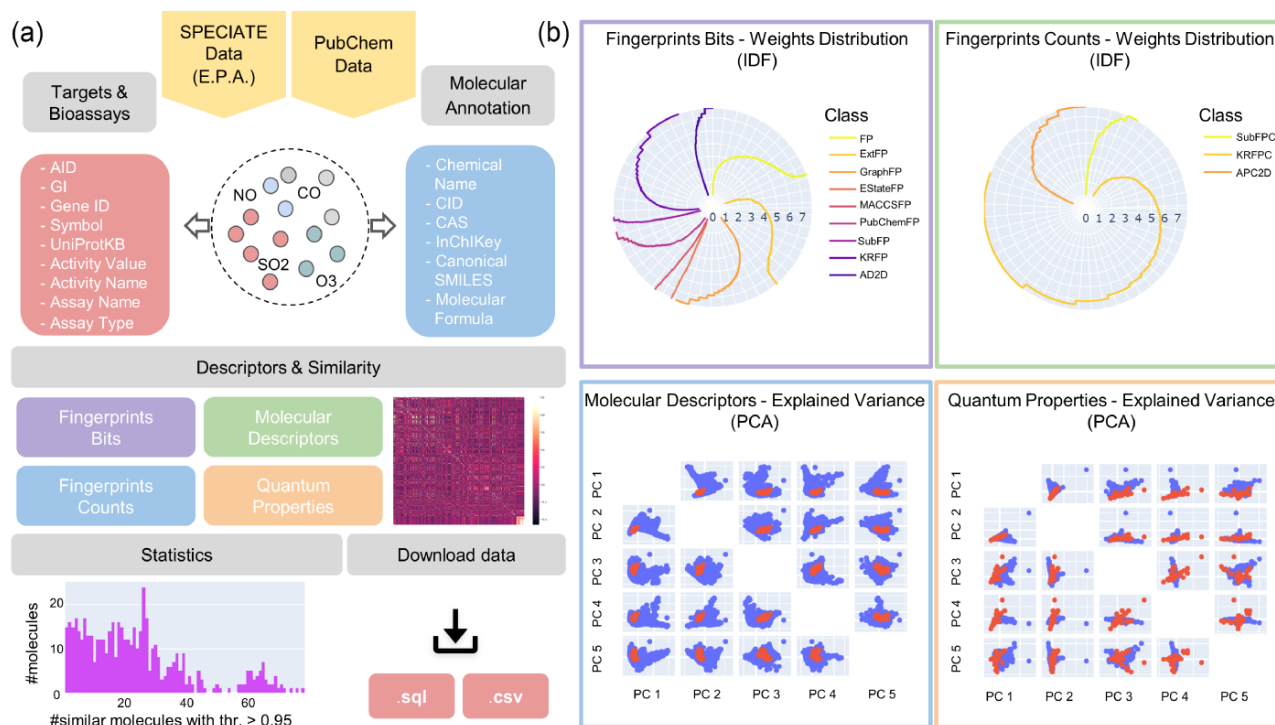 (a)
SPECIATE
Data
(E.P.A.)
PubChem
Data
Targets &
Bioassays
Molecular
Annotation
- AID
- GI
- Gene ID
- Symbol
- UniProtKB
- Activity Value
- Activity Name
- Assay Name
- Assay Type
NO
CO
SO2
O3
- Chemical
Name
- CID
- CAS
- InChIKey
- Canonical
SMILES
- Molecular
Formula
Descriptors & Similarity
Fingerprints
Bits
Molecular
Descriptors
Fingerprints
Counts
Quantum
Properties
Statistics
#molecules
20
10
0
20
40
60
#similar molecules with thr. > 0.95
Download data
.sql
.csv
(b)
Fingerprints Bits - Weights Distribution
(IDF)
0 1 2 3 4 5 6 7
Class
FP
ExtFP
GraphFP
EStateFP
MACCSFP
PubChemFP
SubFP
KRFP
AD2D
Fingerprints Counts - Weights Distribution
(IDF)
0 1 2 3 4 5 6 7
Class
SubFPC
KRFPC
APC2D
Molecular Descriptors - Explained Variance
(PCA)
PC 1
PC 2
PC 3
PC 4
PC 5
PC 1 PC 2 PC 3 PC 4 PC 5
Quantum Properties - Explained Variance
(PCA)
PC 1
PC 2
PC 3
PC 4
PC 5
PC 1 PC 2 PC 3 PC 4 PC 5